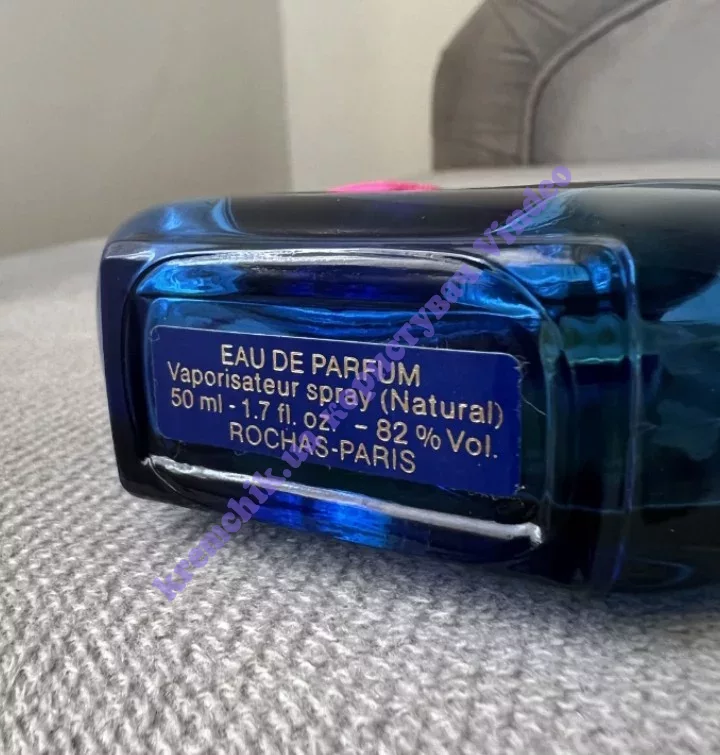 EAU DE PARFUM
Vaporisateur spray (Natural)
50 ml - 1.7 fl. oz. - 82 % Vol.
ROCHAS-PARIS